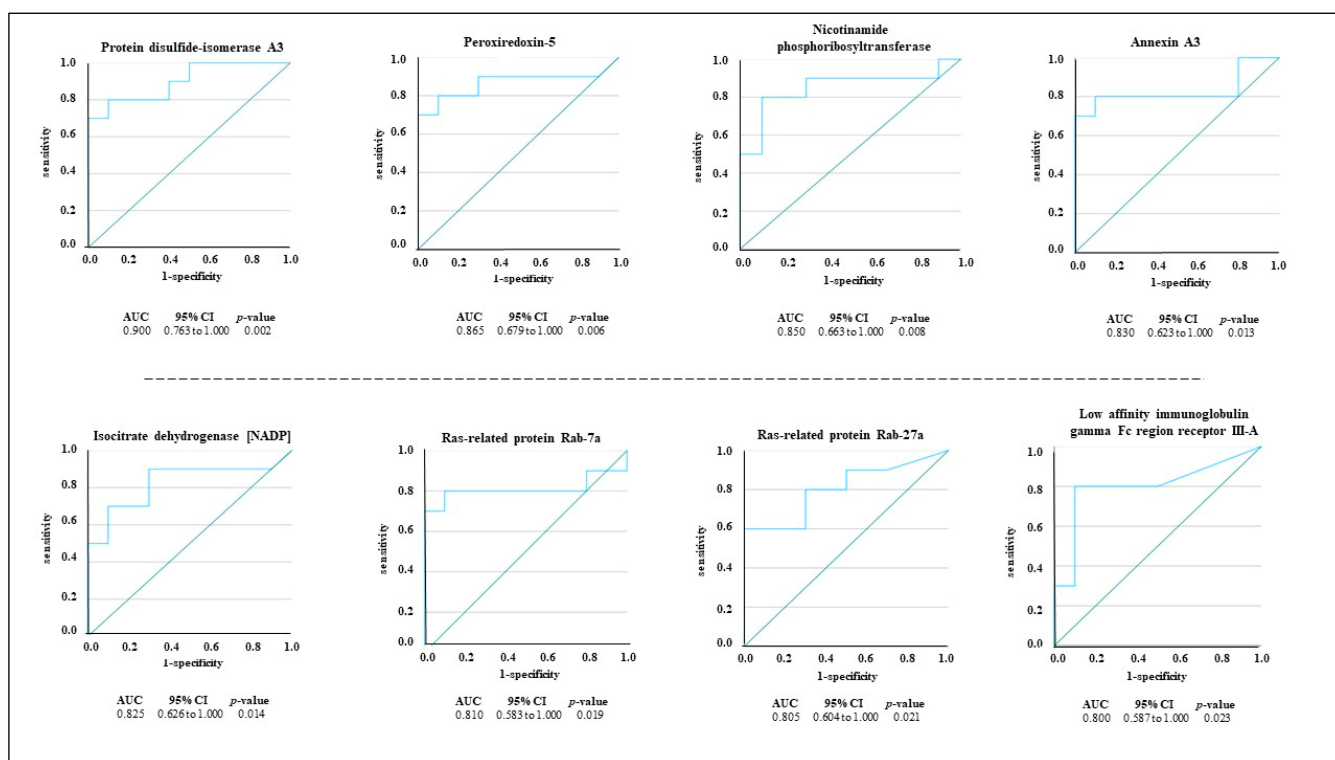 Protein disulfide-isomerase A3
1.0
0.8
0.6
0.4
0.2
0.0
sensitivity
0.0 0.2 0.4 0.6 0.8 1.0
1-specificity
AUC 95% CI p-value
0.900 0.763 to 1.000 0.002
Peroxiredoxin-5
1.0
0.8
0.6
0.4
0.2
0.0
sensitivity
0.0 0.2 0.4 0.6 0.8 1.0
1-specificity
AUC 95% CI p-value
0.865 0.679 to 1.000 0.006
Nicotinamide
phosphoribosyltransferase
1.0
0.8
0.6
0.4
0.2
0.0
sensitivity
0.0 0.2 0.4 0.6 0.8 1.0
1-specificity
AUC 95% CI p-value
0.850 0.663 to 1.000 0.008
Annexin A3
1.0
0.8
0.6
0.4
0.2
0.0
sensitivity
0.0 0.2 0.4 0.6 0.8 1.0
1-specificity
AUC 95% CI p-value
0.830 0.623 to 1.000 0.013
Isocitrate dehydrogenase [NADP]
1.0
0.8
0.6
0.4
0.2
0.0
sensitivity
0.0 0.2 0.4 0.6 0.8 1.0
1-specificity
AUC 95% CI p-value
0.825 0.626 to 1.000 0.014
Ras-related protein Rab-7a
1.0
0.8
0.6
0.4
0.2
0.0
sensitivity
0.0 0.2 0.4 0.6 0.8 1.0
1-specificity
AUC 95% CI p-value
0.810 0.583 to 1.000 0.019
Ras-related protein Rab-27a
1.0
0.8
0.6
0.4
0.2
0.0
sensitivity
0.0 0.2 0.4 0.6 0.8 1.0
1-specificity
AUC 95% CI p-value
0.805 0.604 to 1.000 0.021
Low affinity immunoglobulin
gamma Fc region receptor III-A
1.0
0.8
0.6
0.4
0.2
0.0
sensitivity
0.0 0.2 0.4 0.6 0.8 1.0
1-specificity
AUC 95% CI p-value
0.800 0.587 to 1.000 0.023